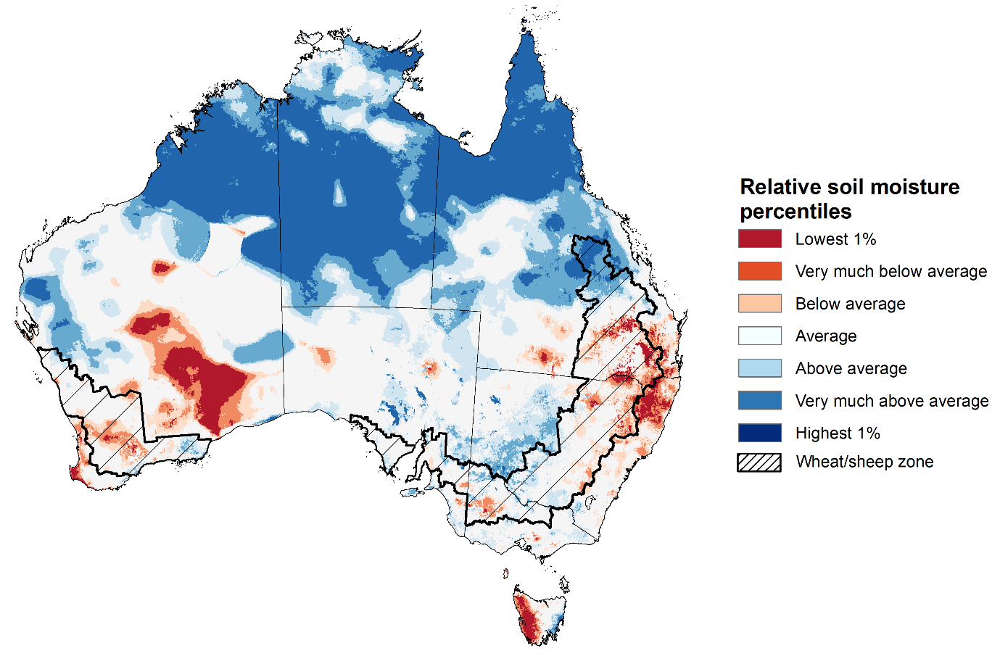 Relative soil moisture
percentiles
Lowest 1%
Very much below average
Below average
Average
Above average
Very much above average
Highest 1%
Wheat/sheep zone